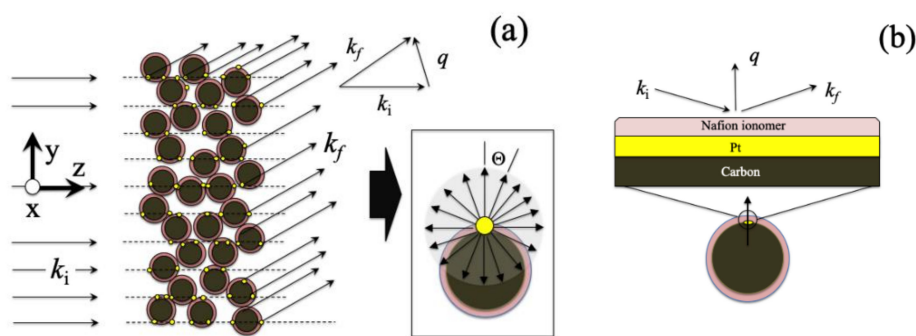 (a)
k_f
q
k_i
y
z
x
k_f
k_i
Θ
(b)
q
k_i
k_f
Nafion ionomer
Pt
Carbon